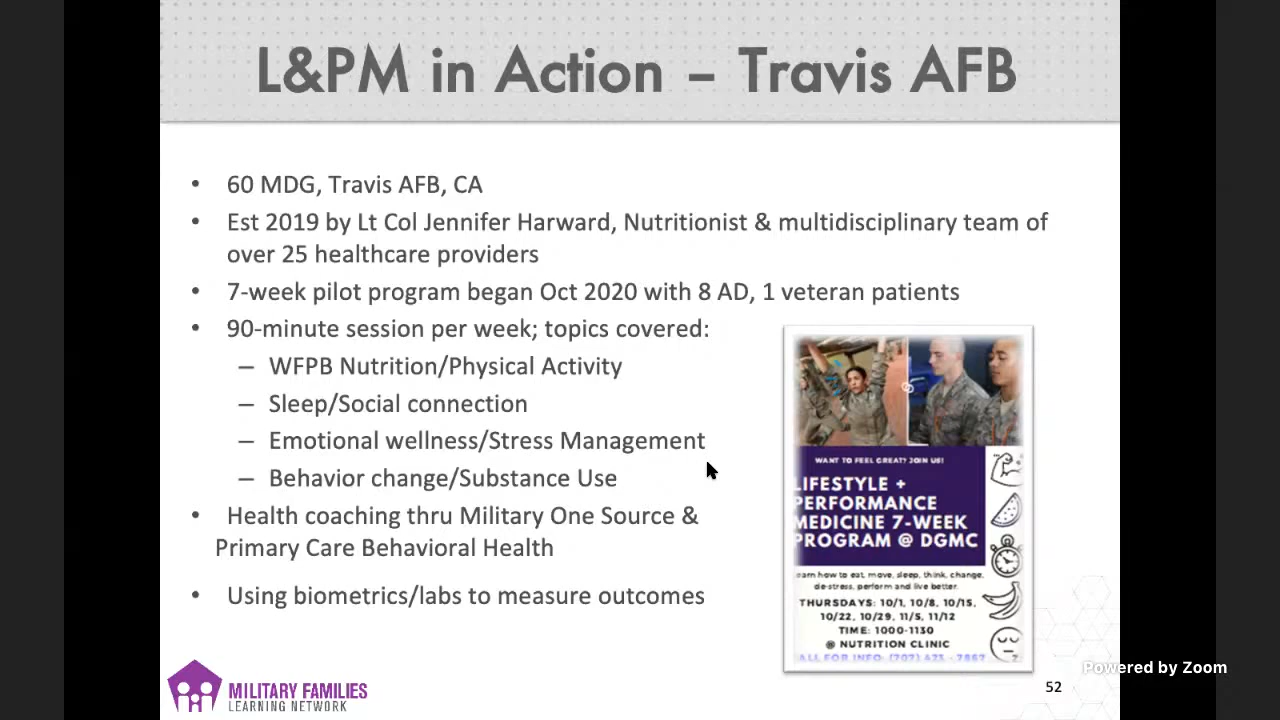 L&PM in Action – Travis AFB
• 60 MDG, Travis AFB, CA
• Est 2019 by Lt Col Jennifer Harward, Nutritionist & multidisciplinary team of
over 25 healthcare providers
• 7-week pilot program began Oct 2020 with 8 AD, 1 veteran patients
• 90-minute session per week; topics covered:
– WFPB Nutrition/Physical Activity
– Sleep/Social connection
– Emotional wellness/Stress Management
– Behavior change/Substance Use
• Health coaching thru Military One Source &
Primary Care Behavioral Health
• Using biometrics/labs to measure outcomes
WANT TO FEEL GREAT? JOIN US!
LIFESTYLE +
PERFORMANCE
MEDICINE 7-WEEK
PROGRAM @ DGMC
earn how to eat, move, sleep, think, change,
de-stress, perform and live better.
THURSDAYS: 10/1, 10/8, 10/15,
10/22, 10/29, 11/5, 11/12
TIME: 1000-1130
@ NUTRITION CLINIC
ALL FOR INFO: (707) 423 - 7867
MILITARY FAMILIES
LEARNING NETWORK
52
Powered by Zoom